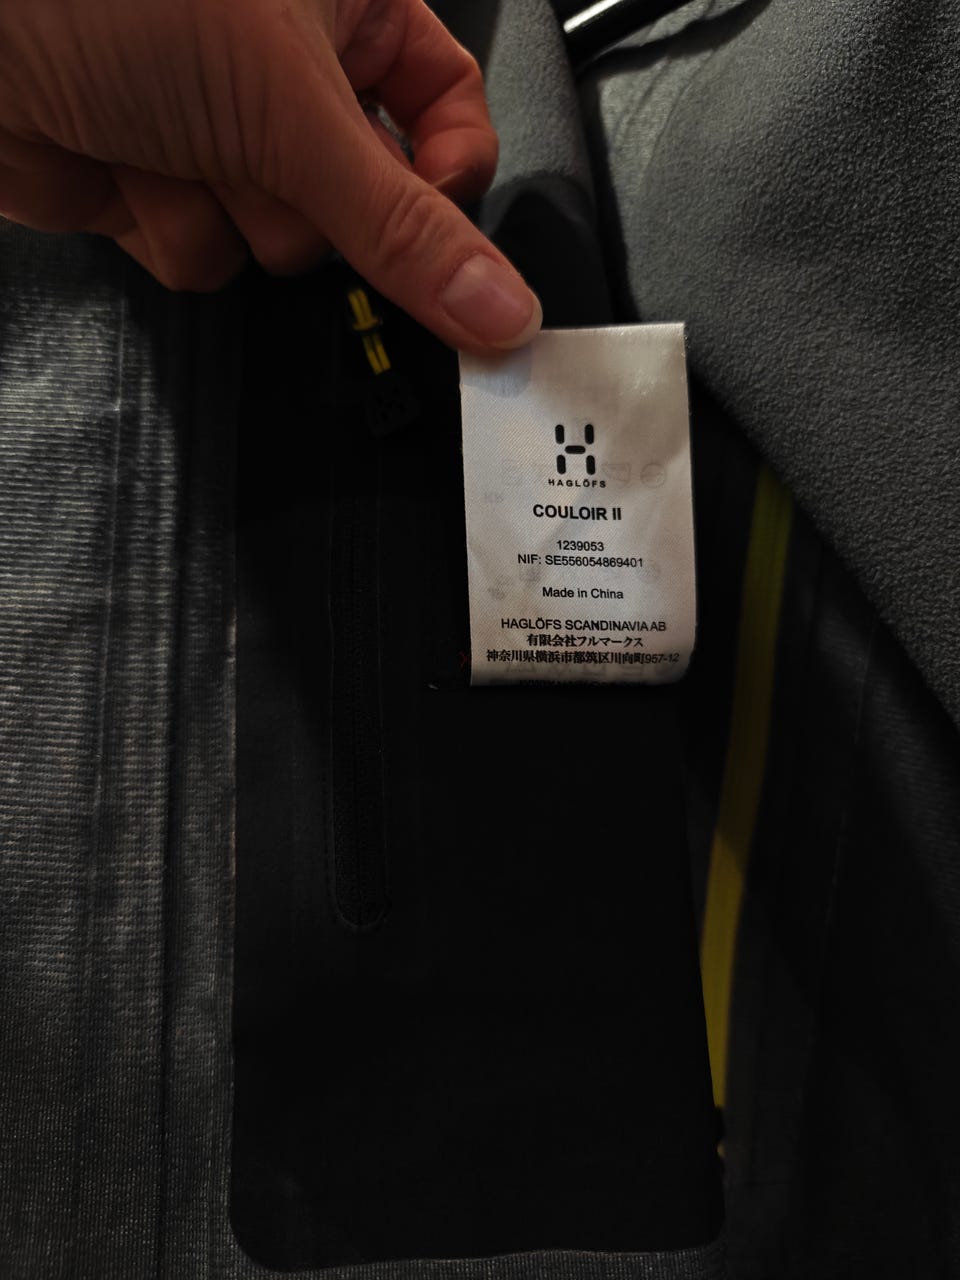 HAGLÖFS
COULOIR II
1239053
NIF: SE556054869401
Made in China
HAGLÖFS SCANDINAVIA AB
有限会社フルマークス
神奈川県横浜市都筑区川向町957-12